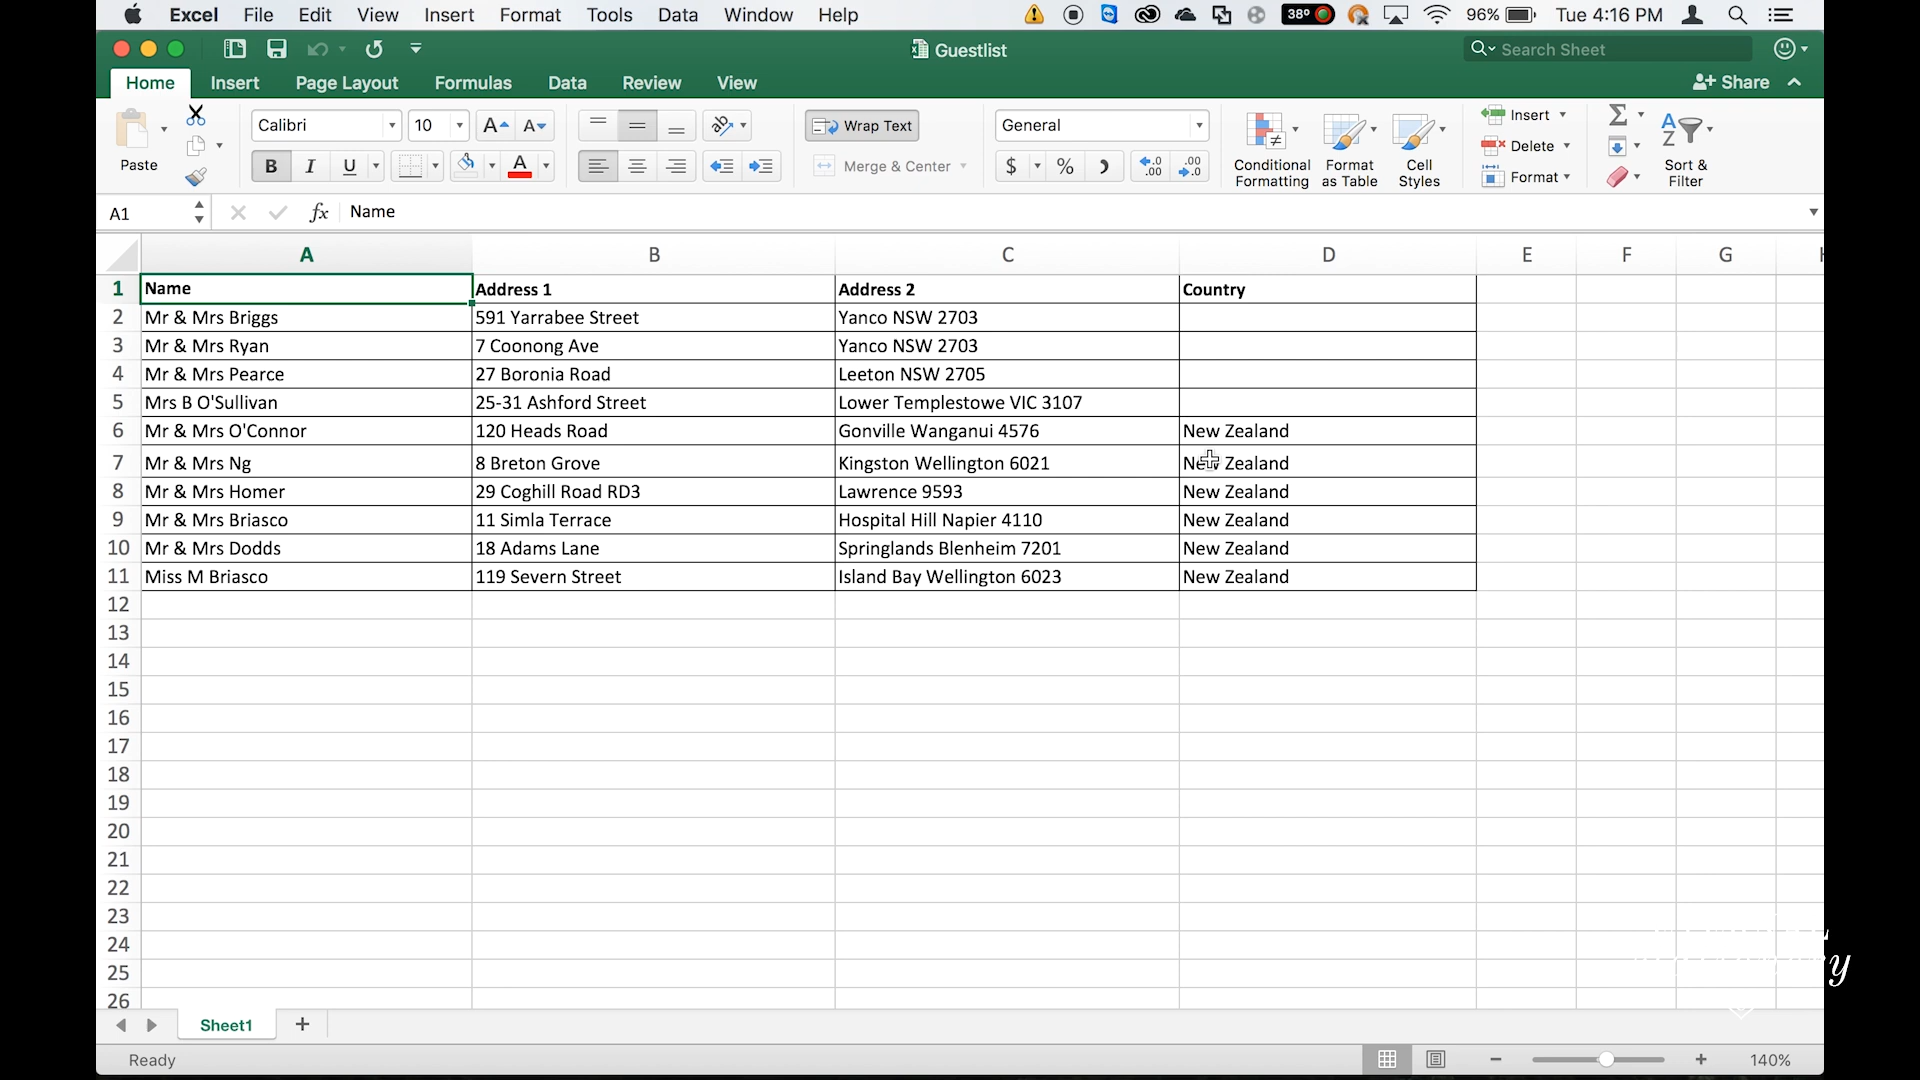 Excel File Edit View Insert Format Tools Data Window Help 38° 96% Tue 4:16 PM
Guestlist Search Sheet
Home Insert Page Layout Formulas Data Review View Share
Paste Calibri 10 A A Wrap Text General Insert
B I U A Merge & Center $ % Delete
Conditional Formatting Format as Table Cell Styles Format Sort & Filter
A1 fx Name
A B C D E F G
1 Name Address 1 Address 2 Country
2 Mr & Mrs Briggs 591 Yarrabee Street Yanco NSW 2703
3 Mr & Mrs Ryan 7 Coonong Ave Yanco NSW 2703
4 Mr & Mrs Pearce 27 Boronia Road Leeton NSW 2705
5 Mrs B O'Sullivan 25-31 Ashford Street Lower Templestowe VIC 3107
6 Mr & Mrs O'Connor 120 Heads Road Gonville Wanganui 4576 New Zealand
7 Mr & Mrs Ng 8 Breton Grove Kingston Wellington 6021 New Zealand
8 Mr & Mrs Homer 29 Coghill Road RD3 Lawrence 9593 New Zealand
9 Mr & Mrs Briasco 11 Simla Terrace Hospital Hill Napier 4110 New Zealand
10 Mr & Mrs Dodds 18 Adams Lane Springlands Blenheim 7201 New Zealand
11 Miss M Briasco 119 Severn Street Island Bay Wellington 6023 New Zealand
12
13
14
15
16
17
18
19
20
21
22
23
24
25
26
Sheet1
Ready 140%